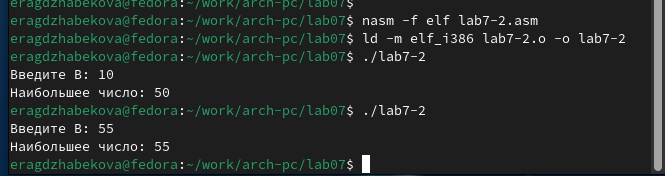 eragdzhabekova@fedora:~/work/arch-pc/lab07$
eragdzhabekova@fedora:~/work/arch-pc/lab07$ nasm -f elf lab7-2.asm
eragdzhabekova@fedora:~/work/arch-pc/lab07$ ld -m elf_i386 lab7-2.o -o lab7-2
eragdzhabekova@fedora:~/work/arch-pc/lab07$ ./lab7-2
Введите В: 10
Наибольшее число: 50
eragdzhabekova@fedora:~/work/arch-pc/lab07$ ./lab7-2
Введите В: 55
Наибольшее число: 55
eragdzhabekova@fedora:~/work/arch-pc/lab07$